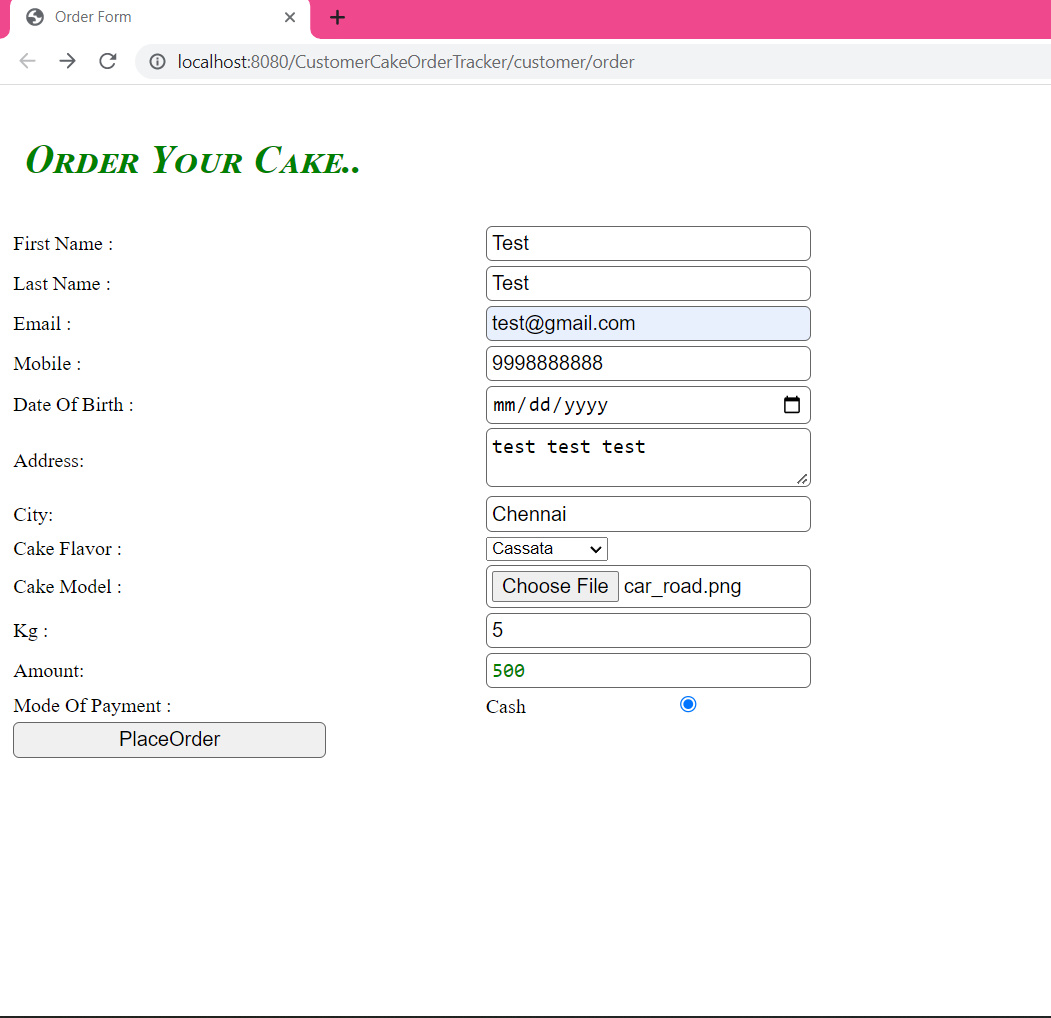 Order Form
localhost:8080/CustomerCakeOrderTracker/customer/order
Order Your Cake..
First Name : Test
Last Name : Test
Email : test@gmail.com
Mobile : 9998888888
Date Of Birth : mm/dd/yyyy
Address: test test test
City: Chennai
Cake Flavor : Cassata
Cake Model : Choose File car_road.png
Kg : 5
Amount: 500
Mode Of Payment : Cash
PlaceOrder